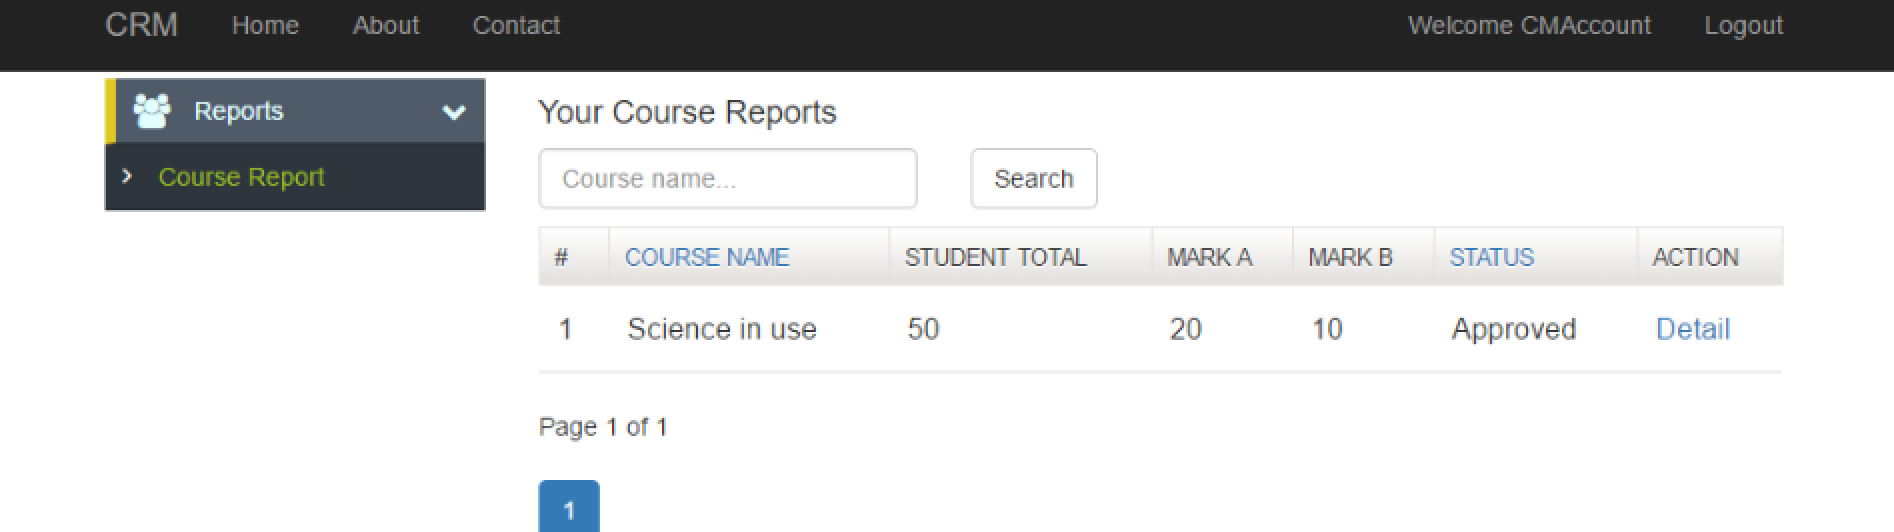 CRM Home About Contact Welcome CMAccount Logout
Reports
Course Report
Your Course Reports
Course name... Search
# COURSE NAME STUDENT TOTAL MARK A MARK B STATUS ACTION
1 Science in use 50 20 10 Approved Detail
Page 1 of 1
1